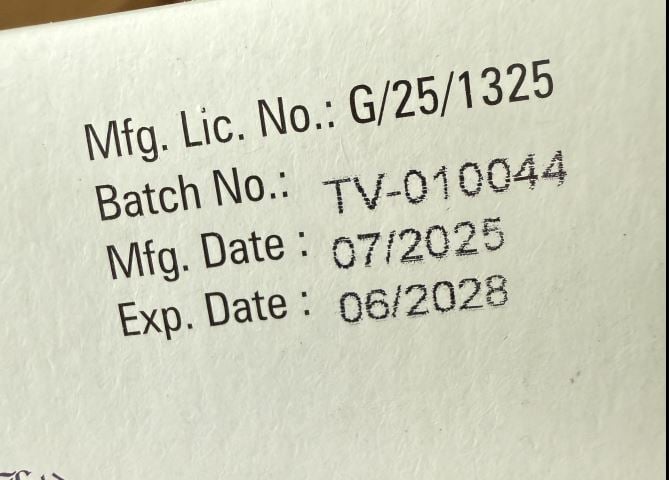 Mfg. Lic. No.: G/25/1325
Batch No.: TV-010044
Mfg. Date : 07/2025
Exp. Date : 06/2028